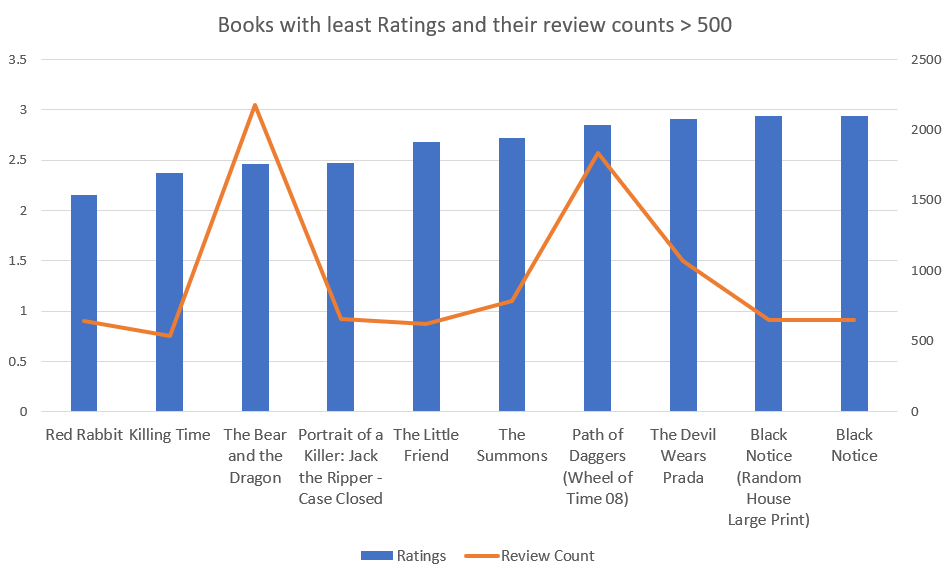 Books with least Ratings and their review counts > 500
3.5
3
2.5
2
1.5
1
0.5
0
2500
2000
1500
1000
500
0
Red Rabbit
Killing Time
The Bear
and the
Dragon
Portrait of a
Killer: Jack
the Ripper -
Case Closed
The Little
Friend
The
Summons
Path of
Daggers
(Wheel of
Time 08)
The Devil
Wears
Prada
Black
Notice
(Random
House
Large Print)
Black
Notice
Ratings
Review Count